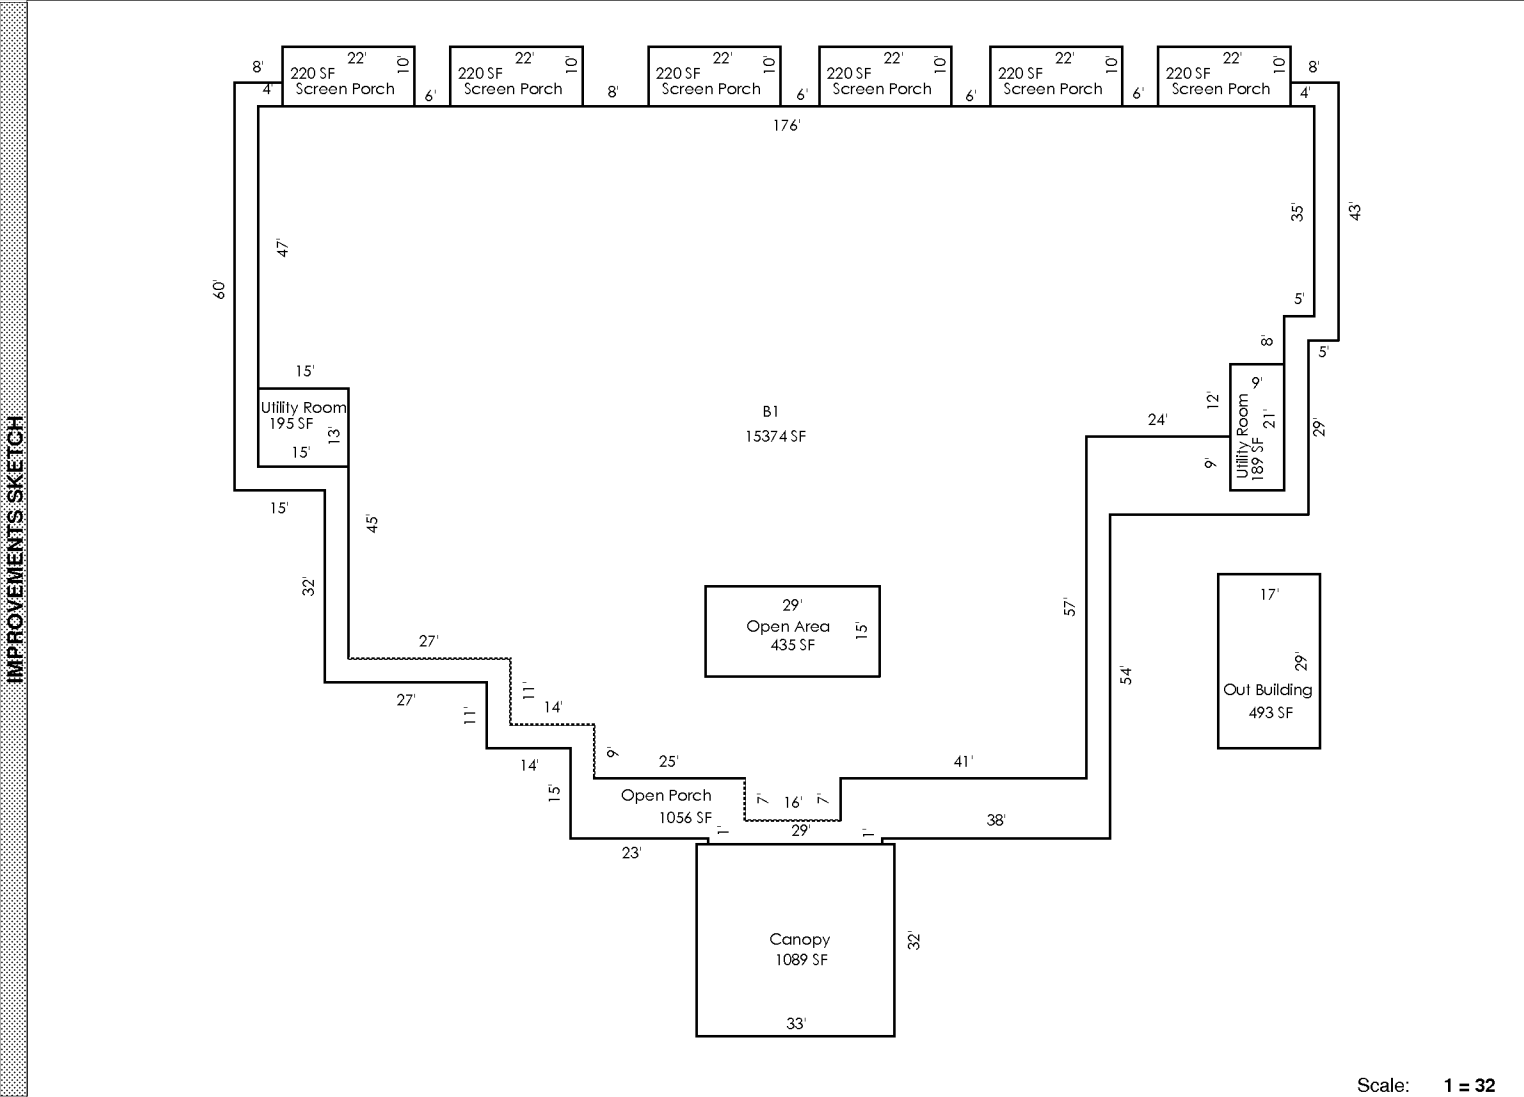 IMPROVEMENTS SKETCH
8'
4'
22'
10'
220 SF
Screen Porch
6'
22'
10'
220 SF
Screen Porch
8'
22'
10'
220 SF
Screen Porch
6'
22'
10'
220 SF
Screen Porch
6'
22'
10'
220 SF
Screen Porch
6'
22'
10'
220 SF
Screen Porch
8'
4'
176'
47'
60'
35'
43'
5'
8'
5'
15'
Utility Room
195 SF
13'
15'
15'
45'
32'
B1
15374 SF
24'
12'
9'
9'
21'
Utility Room
189 SF
29'
57'
54'
29'
Open Area
435 SF
15'
17'
29'
Out Building
493 SF
27'
27'
11'
11'
14'
14'
9'
15'
25'
41'
Open Porch
1056 SF
7'
16'
7'
1'
29'
1'
38'
23'
Canopy
1089 SF
32'
33'
Scale: 1 = 32